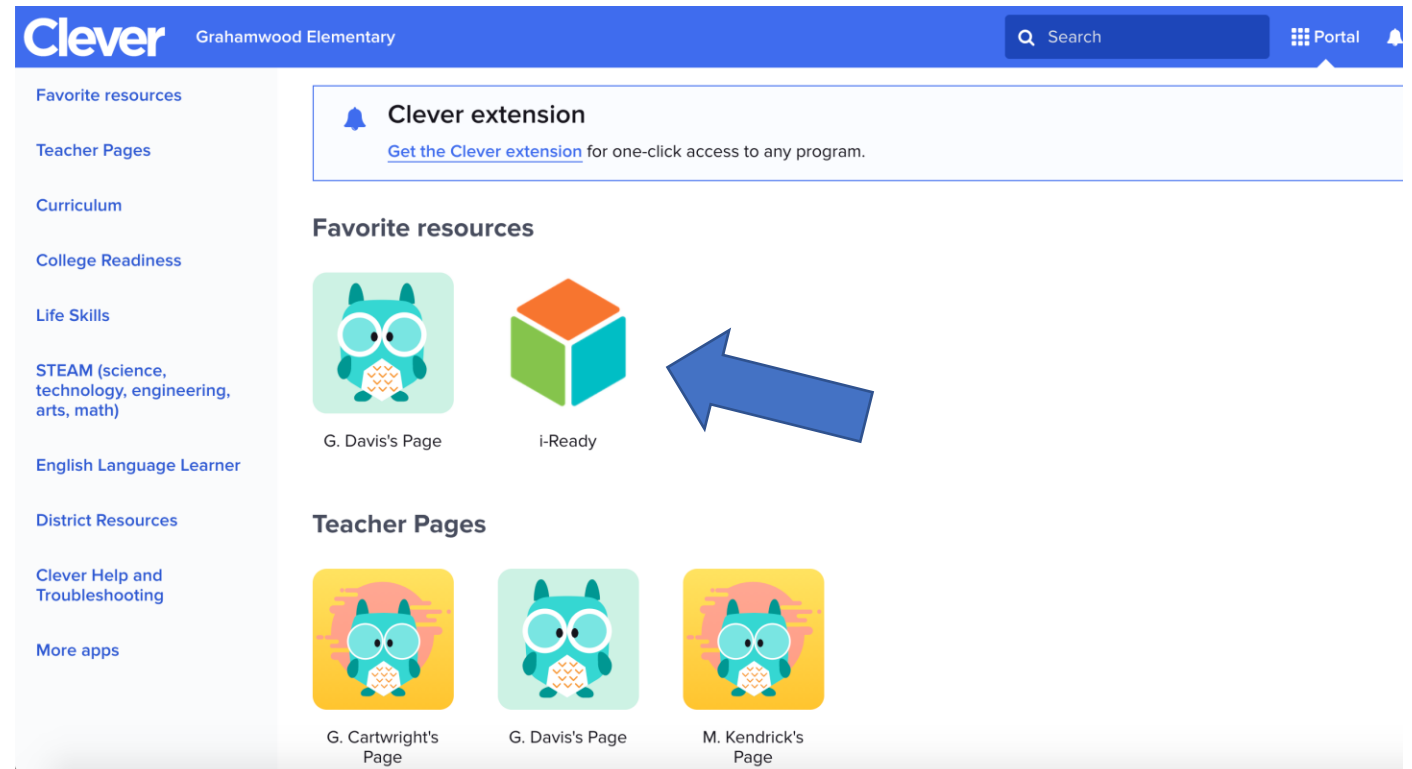 Clever
Grahamwood Elementary
Search
Portal
Favorite resources
Teacher Pages
Curriculum
College Readiness
Life Skills
STEAM (science,
technology, engineering,
arts, math)
English Language Learner
District Resources
Clever Help and
Troubleshooting
More apps
Clever extension
Get the Clever extension for one-click access to any program.
Favorite resources
G. Davis's Page
i-Ready
Teacher Pages
G. Cartwright's
Page
G. Davis's Page
M. Kendrick's
Page